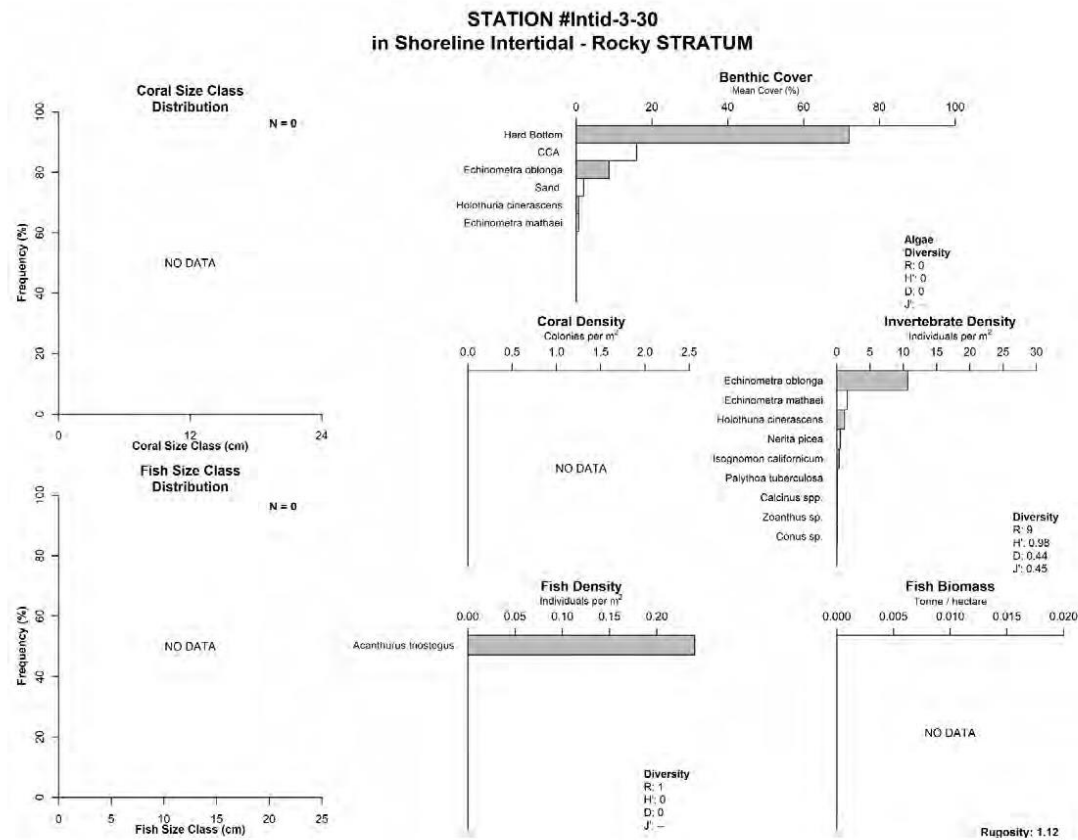 STATION #Intid-3-30
in Shoreline Intertidal - Rocky STRATUM
Coral Size Class
Distribution
N = 0
100
80
60
40
20
0
Frequency (%)
NO DATA
0 12 24
Coral Size Class (cm)
Benthic Cover
Mean Cover (%)
0 20 40 60 80 100
Hard Bottom
CCA
Echinometra oblonga
Sand
Holothuria cinerascens
Echinometra mathaei
Algae
Diversity
R: 0
H': 0
D: 0
J': --
Coral Density
Colonies per m²
0.0 0.5 1.0 1.5 2.0 2.5
NO DATA
Invertebrate Density
Individuals per m²
0 5 10 15 20 25 30
Echinometra oblonga
Echinometra mathaei
Holothuria cinerascens
Nerita picea
Isognomon californicum
Palythoa tuberculosa
Calcinus spp.
Zoanthus sp.
Conus sp.
Diversity
R: 9
H': 0.98
D: 0.44
J': 0.45
Fish Size Class
Distribution
N = 0
100
80
60
40
20
0
Frequency (%)
NO DATA
0 5 10 15 20 25
Fish Size Class (cm)
Fish Density
Individuals per m²
0.00 0.05 0.10 0.15 0.20
Acanthurus triostegus
Diversity
R: 1
H': 0
D: 0
J': --
Fish Biomass
Tonne / hectare
0.000 0.005 0.010 0.015 0.020
NO DATA
Rugosity: 1.12